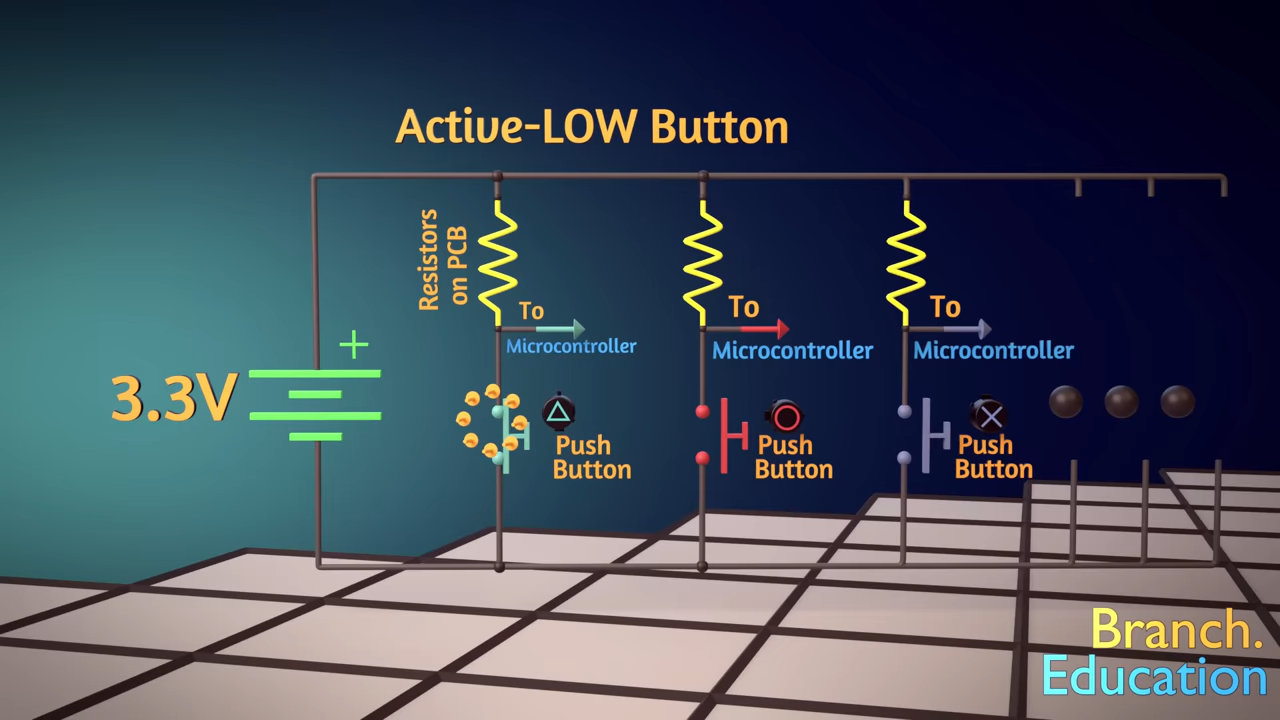 Active-LOW Button
Resistors
on PCB
To
Microcontroller
To
Microcontroller
To
Microcontroller
+
3.3V
Push
Button
Push
Button
Push
Button
Branch.
Education